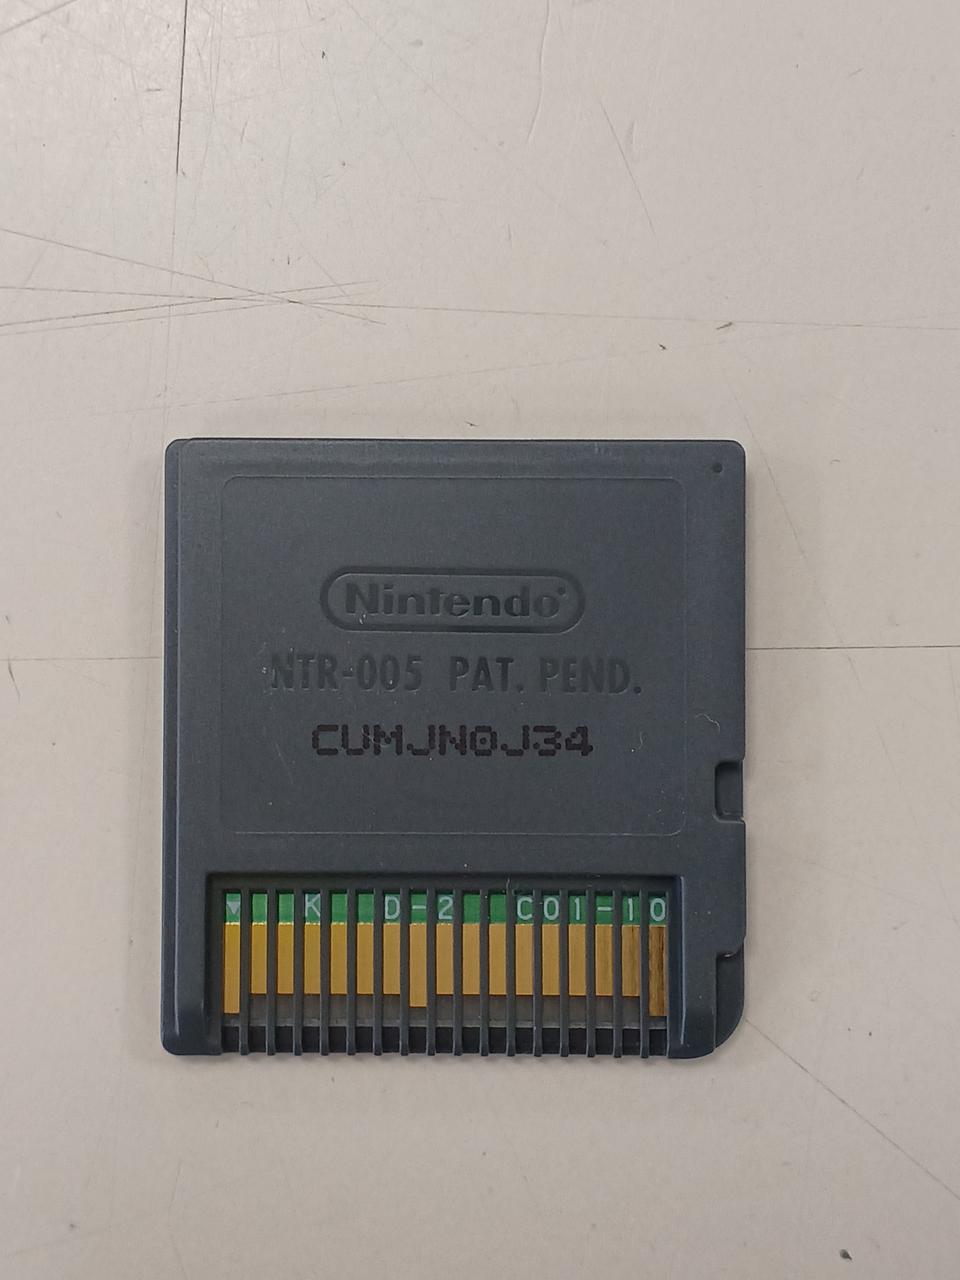 Nintendo
NTR-005 PAT. PEND.
CUMJN0J34
K D-2 C01-10